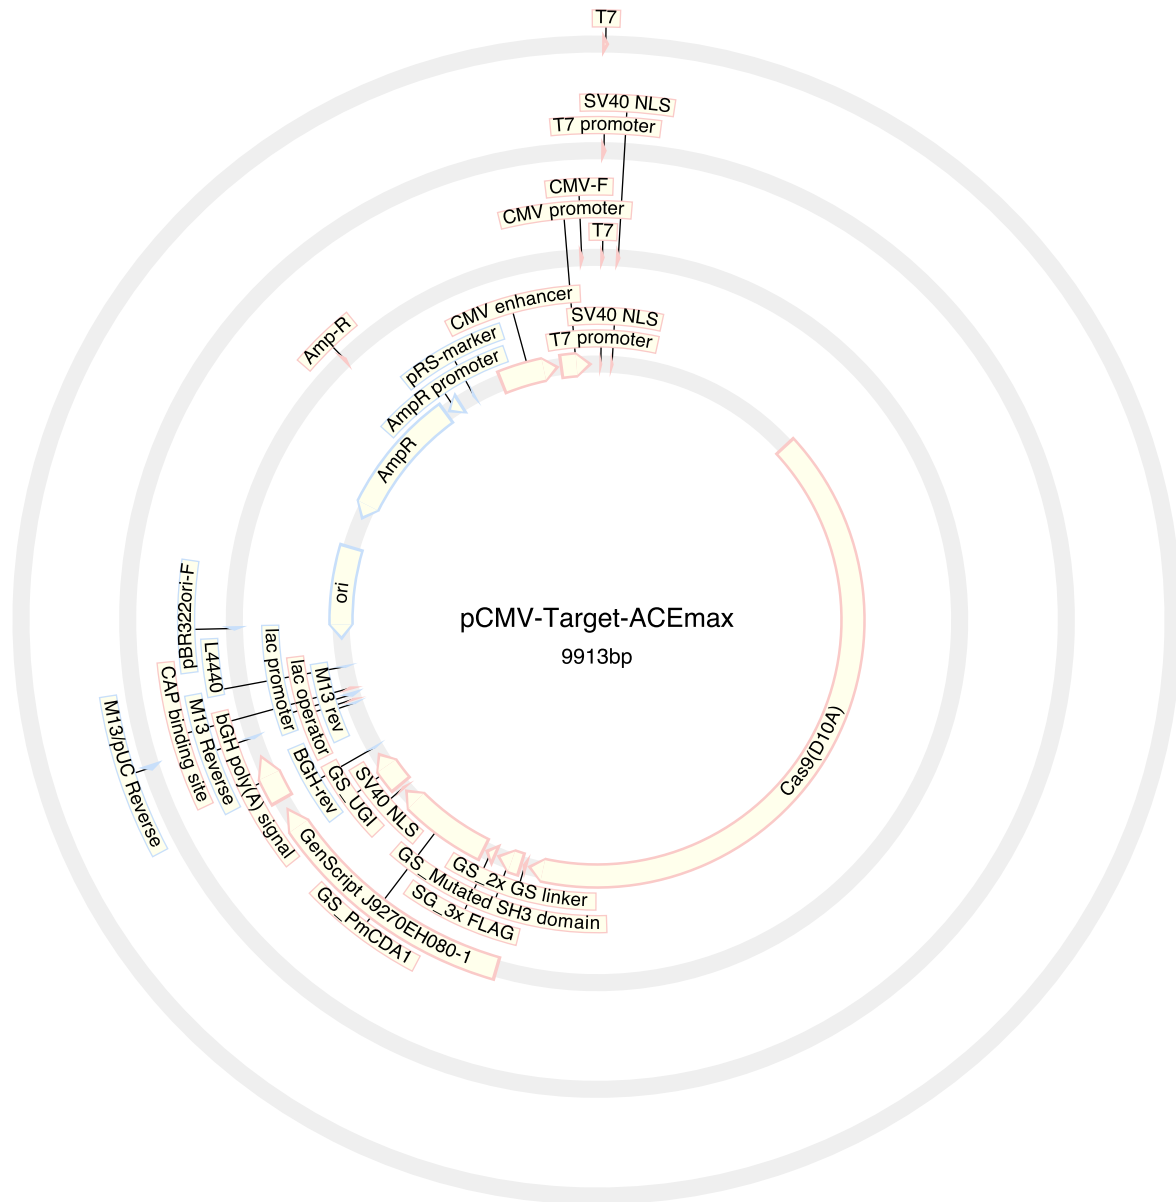 T7
SV40 NLS
T7 promoter
CMV-F
CMV promoter
T7
CMV enhancer
SV40 NLS
T7 promoter
Amp-R
pRS-marker
AmpR promoter
AmpR
ori
pCMV-Target-ACEmax
9913bp
pBR322ori-F
L4440
CAP binding site
M13/pUC Reverse
M13 Reverse
bGH poly(A) signal
lac promoter
lac operator
M13 rev
BGH-rev
GS_UGI
SV40 NLS
Cas9(D10A)
GS_2x GS linker
GS_Mutated SH3 domain
SG_3x FLAG
GenScript J9270EH080-1
GS_PmCDA1